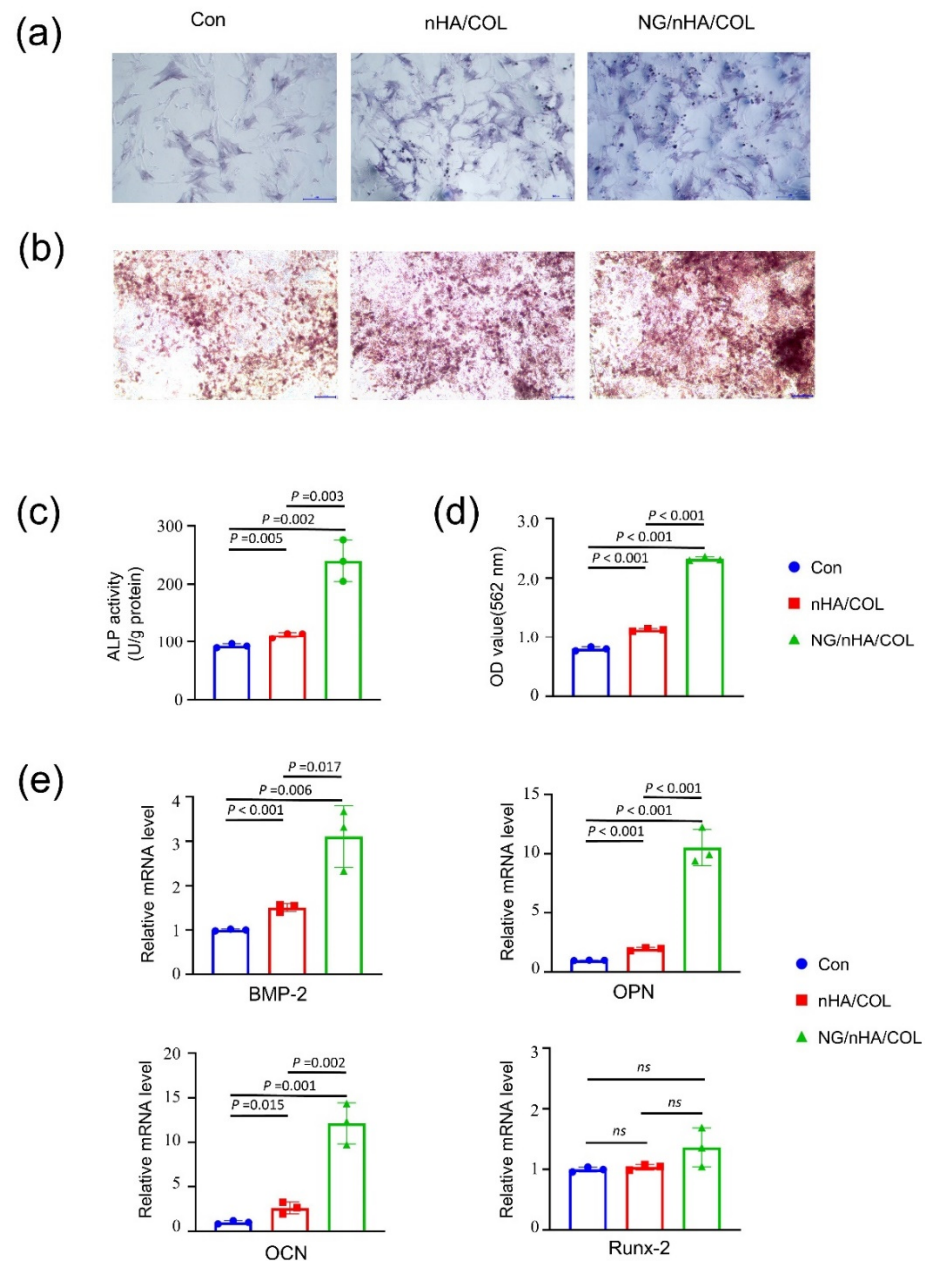 (a)
Con
nHA/COL
NG/nHA/COL
(b)
(c)
ALP activity
(U/g protein)
300
200
100
0
P =0.003
P =0.002
P =0.005
(d)
OD value(562 nm)
3.0
2.0
1.0
0
P < 0.001
P < 0.001
P < 0.001
Con
nHA/COL
NG/nHA/COL
(e)
Relative mRNA level
4
3
2
1
0
P =0.017
P =0.006
P < 0.001
BMP-2
Relative mRNA level
15
10
5
0
P < 0.001
P < 0.001
P < 0.001
OPN
Con
nHA/COL
NG/nHA/COL
Relative mRNA level
20
15
10
5
0
P =0.002
P =0.001
P =0.015
OCN
Relative mRNA level
3
2
1
0
ns
ns
ns
Runx-2